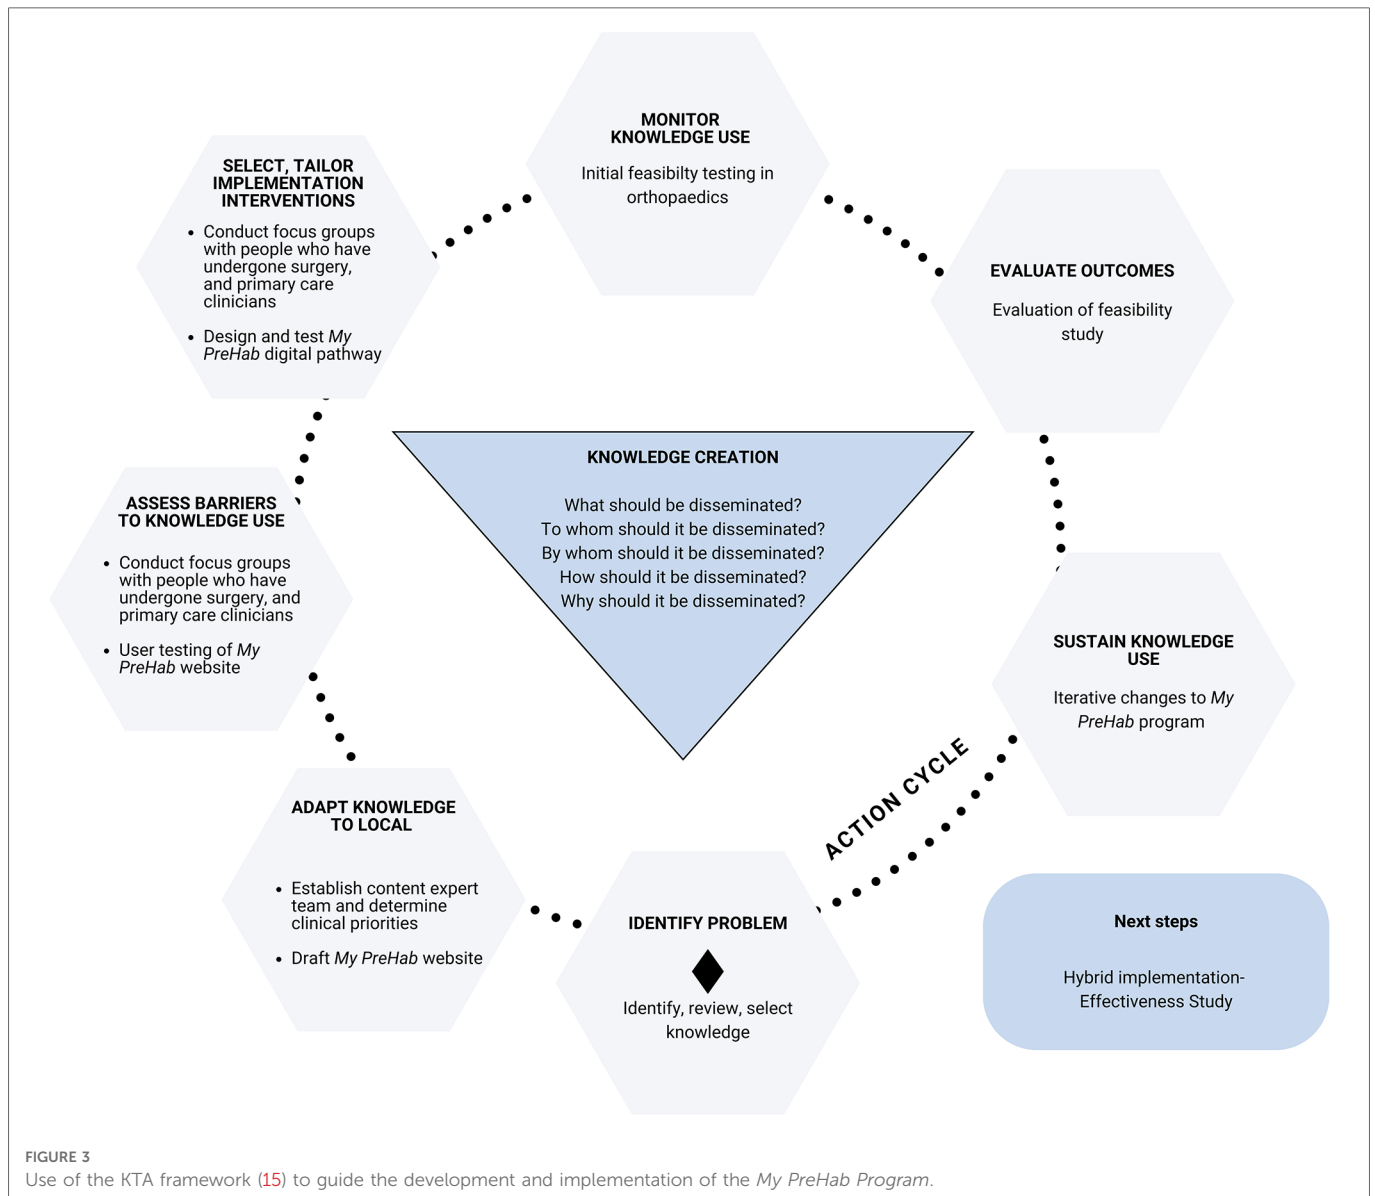 MONITOR
KNOWLEDGE USE
Initial feasibilty testing in
orthopaedics
SELECT, TAILOR
IMPLEMENTATION
INTERVENTIONS
• Conduct focus groups
with people who have
undergone surgery,
and primary care
clinicians
• Design and test My
PreHab digital pathway
EVALUATE OUTCOMES
Evaluation of feasibility
study
KNOWLEDGE CREATION
What should be disseminated?
To whom should it be disseminated?
By whom should it be disseminated?
How should it be disseminated?
Why should it be disseminated?
ASSESS BARRIERS
TO KNOWLEDGE USE
• Conduct focus groups
with people who have
undergone surgery, and
primary care clinicians
• User testing of My
PreHab website
SUSTAIN KNOWLEDGE
USE
Iterative changes to My
PreHab program
ACTION CYCLE
ADAPT KNOWLEDGE
TO LOCAL
• Establish content expert
team and determine
clinical priorities
• Draft My PreHab website
IDENTIFY PROBLEM
Identify, review, select
knowledge
Next steps
Hybrid implementation-
Effectiveness Study
FIGURE 3
Use of the KTA framework (15) to guide the development and implementation of the My PreHab Program.